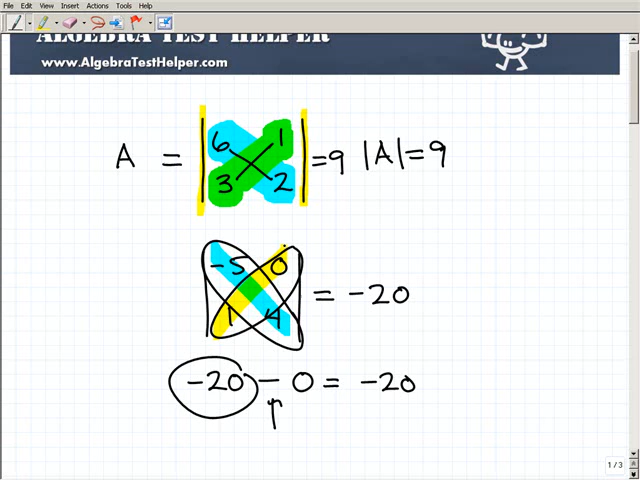 File Edit View Insert Actions Tools Help
ALGEBRA TEST HELPER
www.AlgebraTestHelper.com
A = | 6 1 | = 9 |A| = 9
| 3 2 |
| -5 0 | = -20
| 1 4 |
-20 - 0 = -20
1/3